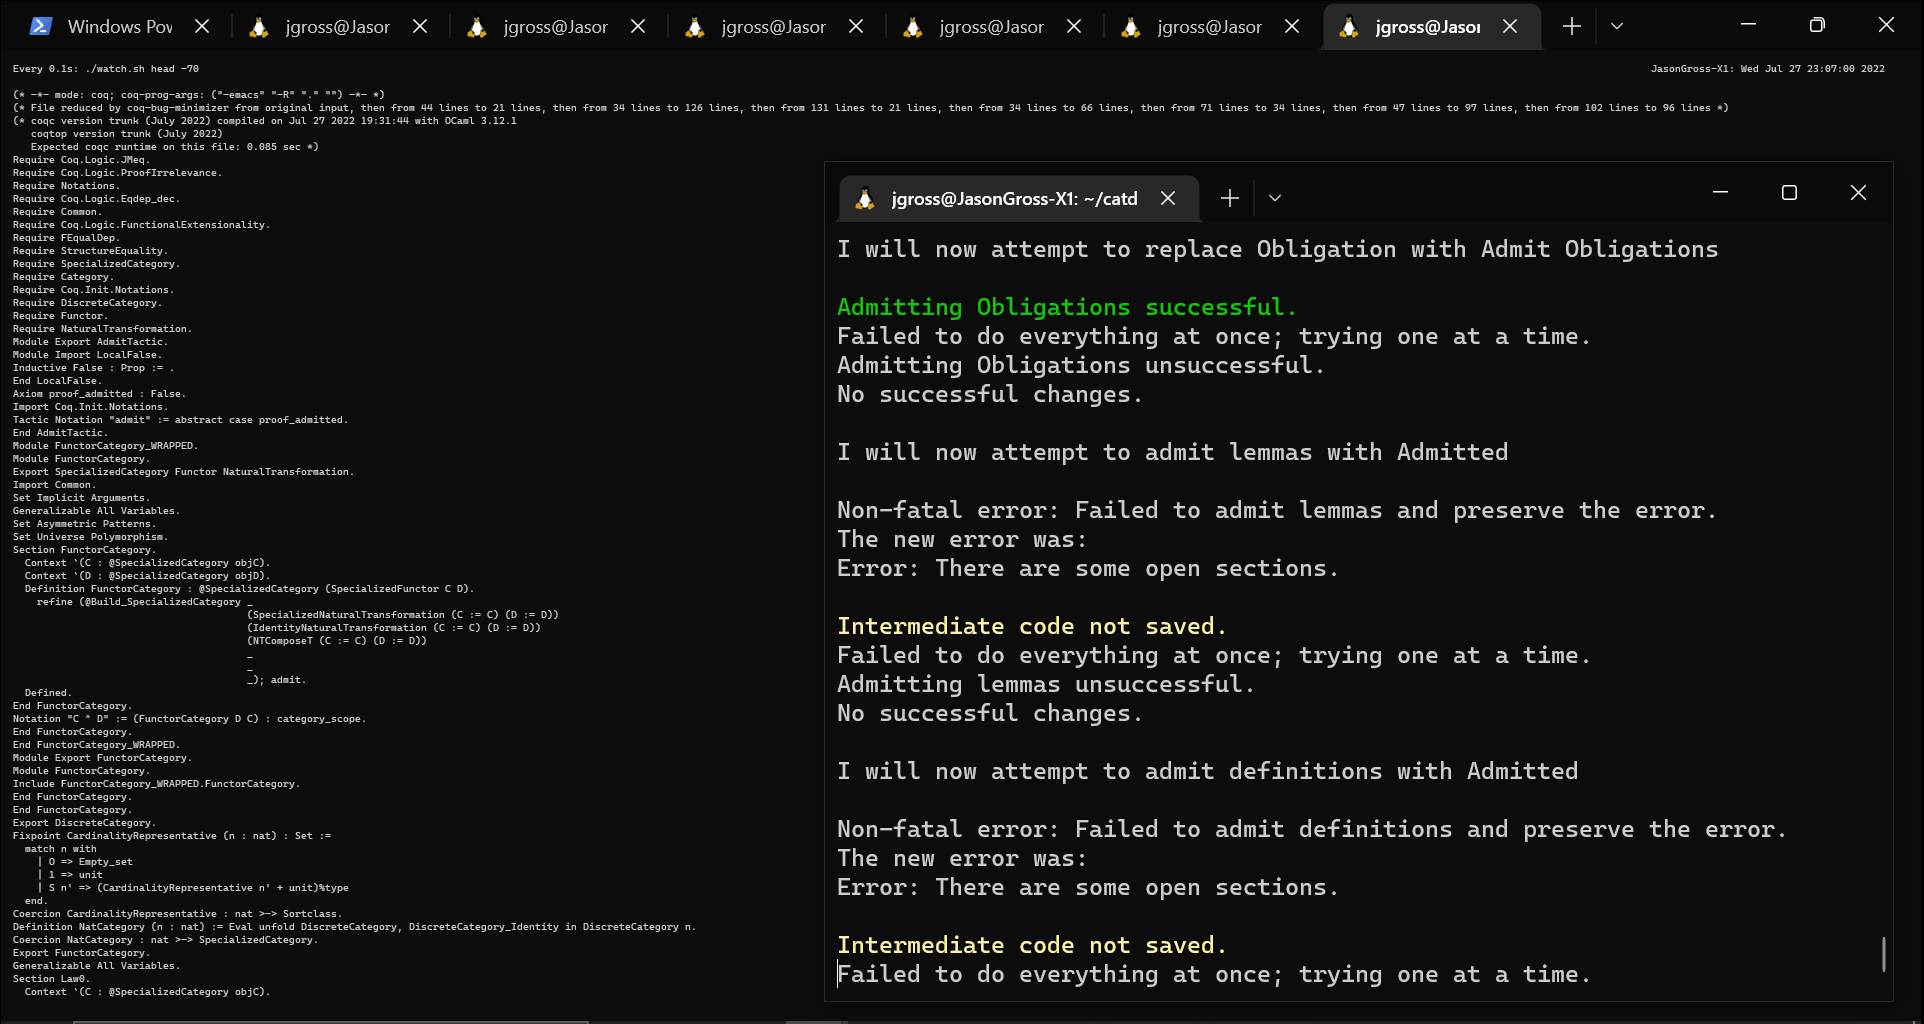 Windows Pow
jgross@Jasor
jgross@Jasor
jgross@Jasor
jgross@Jasor
jgross@Jasor
jgross@Jasor
Every 0.1s: ./watch.sh head -70
JasonGross-X1: Wed Jul 27 23:07:00 2022
(* -*- mode: coq; coq-prog-args: ("-emacs" "-R" "." "") -*- *)
(* File reduced by coq-bug-minimizer from original input, then from 44 lines to 21 lines, then from 34 lines to 126 lines, then from 131 lines to 21 lines, then from 34 lines to 66 lines, then from 71 lines to 34 lines, then from 47 lines to 97 lines, then from 102 lines to 96 lines *)
(* coqc version trunk (July 2022) compiled on Jul 27 2022 19:31:44 with OCaml 3.12.1
   coqtop version trunk (July 2022)
   Expected coqc runtime on this file: 0.085 sec *)
Require Coq.Logic.JMeq.
Require Coq.Logic.ProofIrrelevance.
Require Notations.
Require Coq.Logic.Eqdep_dec.
Require Common.
Require Coq.Logic.FunctionalExtensionality.
Require FEqualDep.
Require StructureEquality.
Require SpecializedCategory.
Require Category.
Require Coq.Init.Notations.
Require DiscreteCategory.
Require Functor.
Require NaturalTransformation.
Module Export AdmitTactic.
Module Import LocalFalse.
Inductive False : Prop := .
End LocalFalse.
Axiom proof_admitted : False.
Import Coq.Init.Notations.
Tactic Notation "admit" := abstract case proof_admitted.
End AdmitTactic.
Module FunctorCategory_WRAPPED.
Module FunctorCategory.
Export SpecializedCategory Functor NaturalTransformation.
Import Common.
Set Implicit Arguments.
Generalizable All Variables.
Set Asymmetric Patterns.
Set Universe Polymorphism.
Section FunctorCategory.
  Context `(C : @SpecializedCategory objC).
  Context `(D : @SpecializedCategory objD).
  Definition FunctorCategory : @SpecializedCategory (SpecializedFunctor C D).
    refine (@Build_SpecializedCategory _
                                       (SpecializedNaturalTransformation (C := C) (D := D))
                                       (IdentityNaturalTransformation (C := C) (D := D))
                                       (NTComposeT (C := C) (D := D))
                                       _
                                       _
                                       _); admit.
  Defined.
End FunctorCategory.
Notation "C ^ D" := (FunctorCategory D C) : category_scope.
End FunctorCategory.
End FunctorCategory_WRAPPED.
Module Export FunctorCategory.
Module FunctorCategory.
Include FunctorCategory_WRAPPED.FunctorCategory.
End FunctorCategory.
End FunctorCategory.
Export DiscreteCategory.
Fixpoint CardinalityRepresentative (n : nat) : Set :=
  match n with
    | O => Empty_set
    | 1 => unit
    | S n' => (CardinalityRepresentative n' + unit)%type
  end.
Coercion CardinalityRepresentative : nat >-> Sortclass.
Definition NatCategory (n : nat) := Eval unfold DiscreteCategory, DiscreteCategory_Identity in DiscreteCategory n.
Coercion NatCategory : nat >-> SpecializedCategory.
Export FunctorCategory.
Generalizable All Variables.
Section Law0.
  Context `(C : @SpecializedCategory objC).
jgross@JasonGross-X1: ~/catd
I will now attempt to replace Obligation with Admit Obligations
Admitting Obligations successful.
Failed to do everything at once; trying one at a time.
Admitting Obligations unsuccessful.
No successful changes.
I will now attempt to admit lemmas with Admitted
Non-fatal error: Failed to admit lemmas and preserve the error.
The new error was:
Error: There are some open sections.
Intermediate code not saved.
Failed to do everything at once; trying one at a time.
Admitting lemmas unsuccessful.
No successful changes.
I will now attempt to admit definitions with Admitted
Non-fatal error: Failed to admit definitions and preserve the error.
The new error was:
Error: There are some open sections.
Intermediate code not saved.
Failed to do everything at once; trying one at a time.